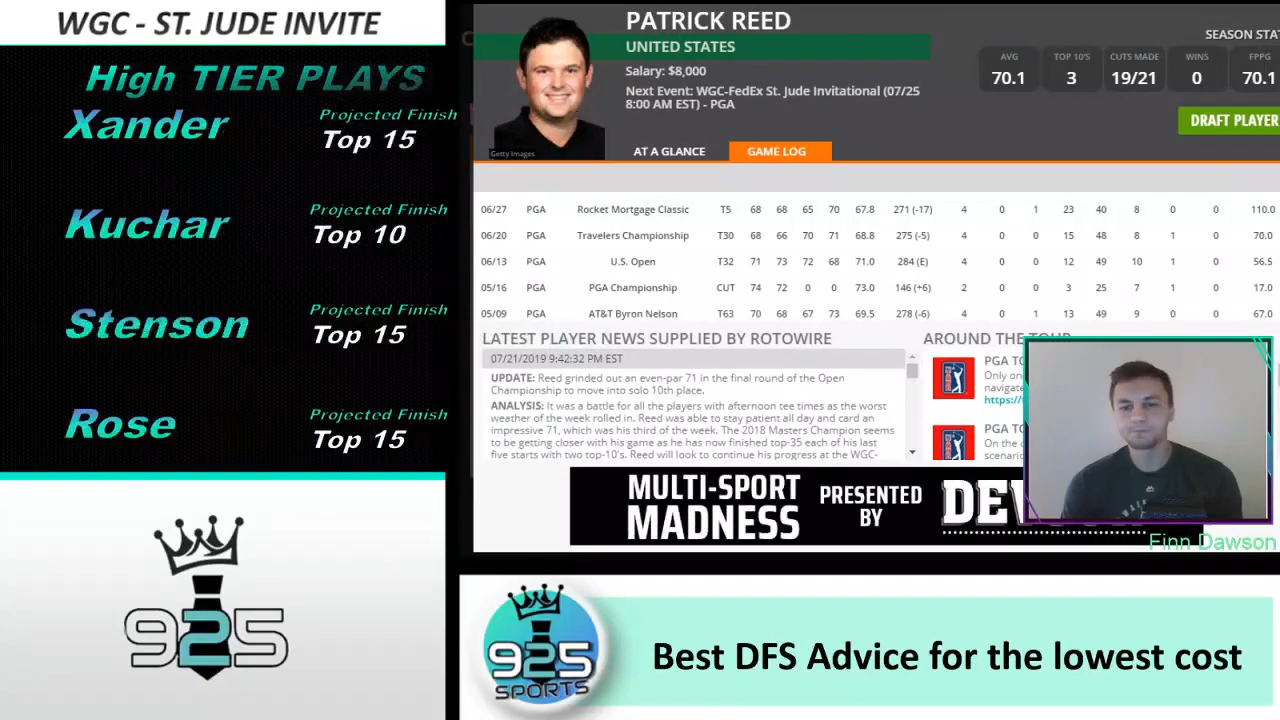 WGC - ST. JUDE INVITE
High TIER PLAYS
Xander
Projected Finish
Top 15
Kuchar
Projected Finish
Top 10
Stenson
Projected Finish
Top 15
Rose
Projected Finish
Top 15
925
PATRICK REED
UNITED STATES
Salary: $8,000
Next Event: WGC-FedEx St. Jude Invitational (07/25
8:00 AM EST) - PGA
Getty Images
SEASON STAT
AVG TOP 10'S CUTS MADE WINS FPPG
70.1 3 19/21 0 70.1
DRAFT PLAYER
AT A GLANCE GAME LOG
06/27 PGA Rocket Mortgage Classic T5 68 68 65 70 67.8 271 (-17) 4 0 1 23 40 8 0 0 110.0
06/20 PGA Travelers Championship T30 68 66 70 71 68.8 275 (-5) 4 0 0 15 48 8 1 0 70.0
06/13 PGA U.S. Open T32 71 73 72 68 71.0 284 (E) 4 0 0 12 49 10 1 0 56.5
05/16 PGA PGA Championship CUT 74 72 0 0 73.0 146 (+6) 2 0 0 3 25 7 1 0 17.0
05/09 PGA AT&T Byron Nelson T63 70 68 67 73 69.5 278 (-6) 4 0 1 13 49 9 0 0 67.0
LATEST PLAYER NEWS SUPPLIED BY ROTOWIRE
07/21/2019 9:42:32 PM EST
UPDATE: Reed grinded out an even-par 71 in the final round of the Open
Championship to move into solo 10th place.
ANALYSIS: It was a battle for all the players with afternoon tee times as the worst
weather of the week rolled in. Reed was able to stay patient all day and card an
impressive 71, which was his third of the week. The 2018 Masters Champion seems
to be getting closer with his game as he has now finished top-35 each of his last
five starts with two top-10's. Reed will look to continue his progress at the WGC-
AROUND THE TOUR
PGA TO
Only on
navigate
https://
PGA TO
On the
scenario
MULTI-SPORT
MADNESS
PRESENTED
BY
DEW
Finn Dawson
925
SPORTS
Best DFS Advice for the lowest cost